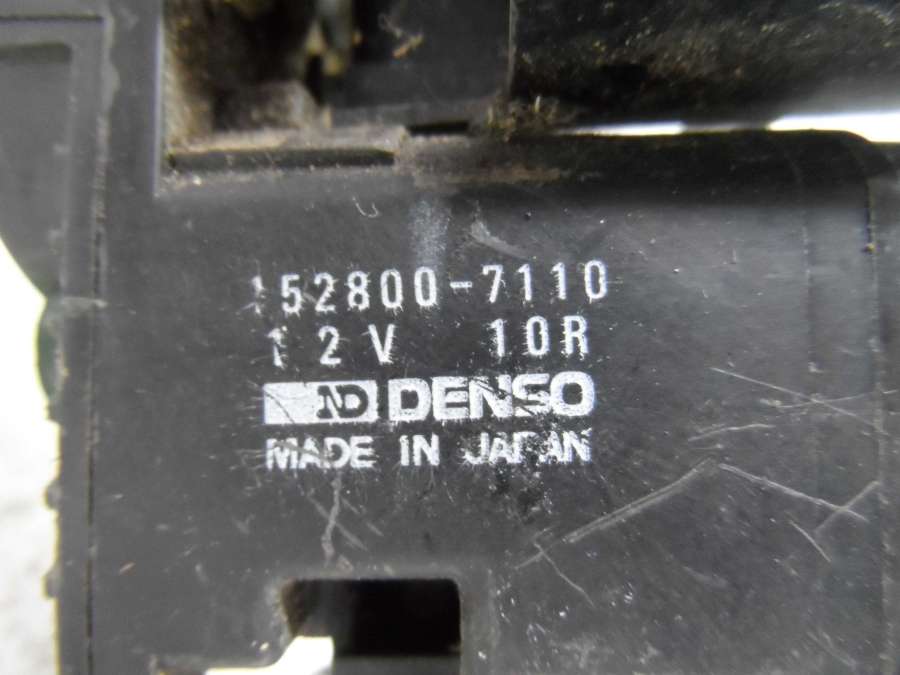 152800-7110
12V 10R
ND DENSO
MADE IN JAPAN